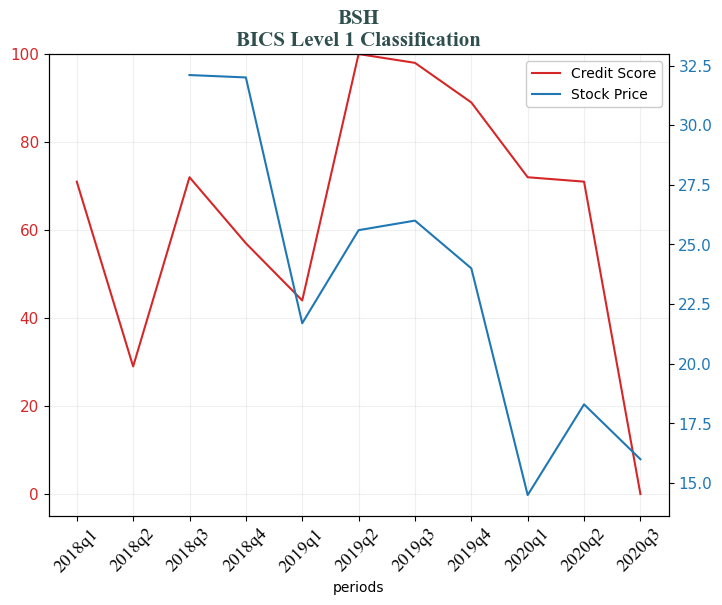 BSH
BICS Level 1 Classification
Credit Score
Stock Price
100
80
60
40
20
0
32.5
30.0
27.5
25.0
22.5
20.0
17.5
15.0
2018q1
2018q2
2018q3
2018q4
2019q1
2019q2
2019q3
2019q4
2020q1
2020q2
2020q3
periods